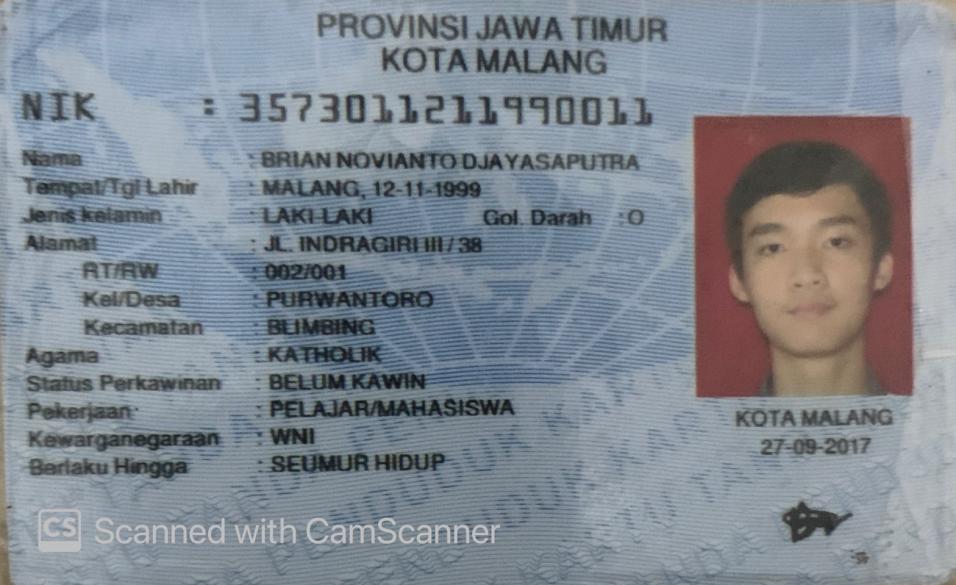 PROVINSI JAWA TIMUR
KOTA MALANG
NIK : 3573011211990011
Nama : BRIAN NOVIANTO DJAYASAPUTRA
Tempat/Tgl Lahir : MALANG, 12-11-1999
Jenis kelamin : LAKI-LAKI Gol. Darah : O
Alamat : JL. INDRAGIRI III / 38
RT/RW : 002/001
Kel/Desa : PURWANTORO
Kecamatan : BLIMBING
Agama : KATHOLIK
Status Perkawinan : BELUM KAWIN
Pekerjaan : PELAJAR/MAHASISWA
Kewarganegaraan : WNI
Berlaku Hingga : SEUMUR HIDUP
KOTA MALANG
27-09-2017
CS Scanned with CamScanner